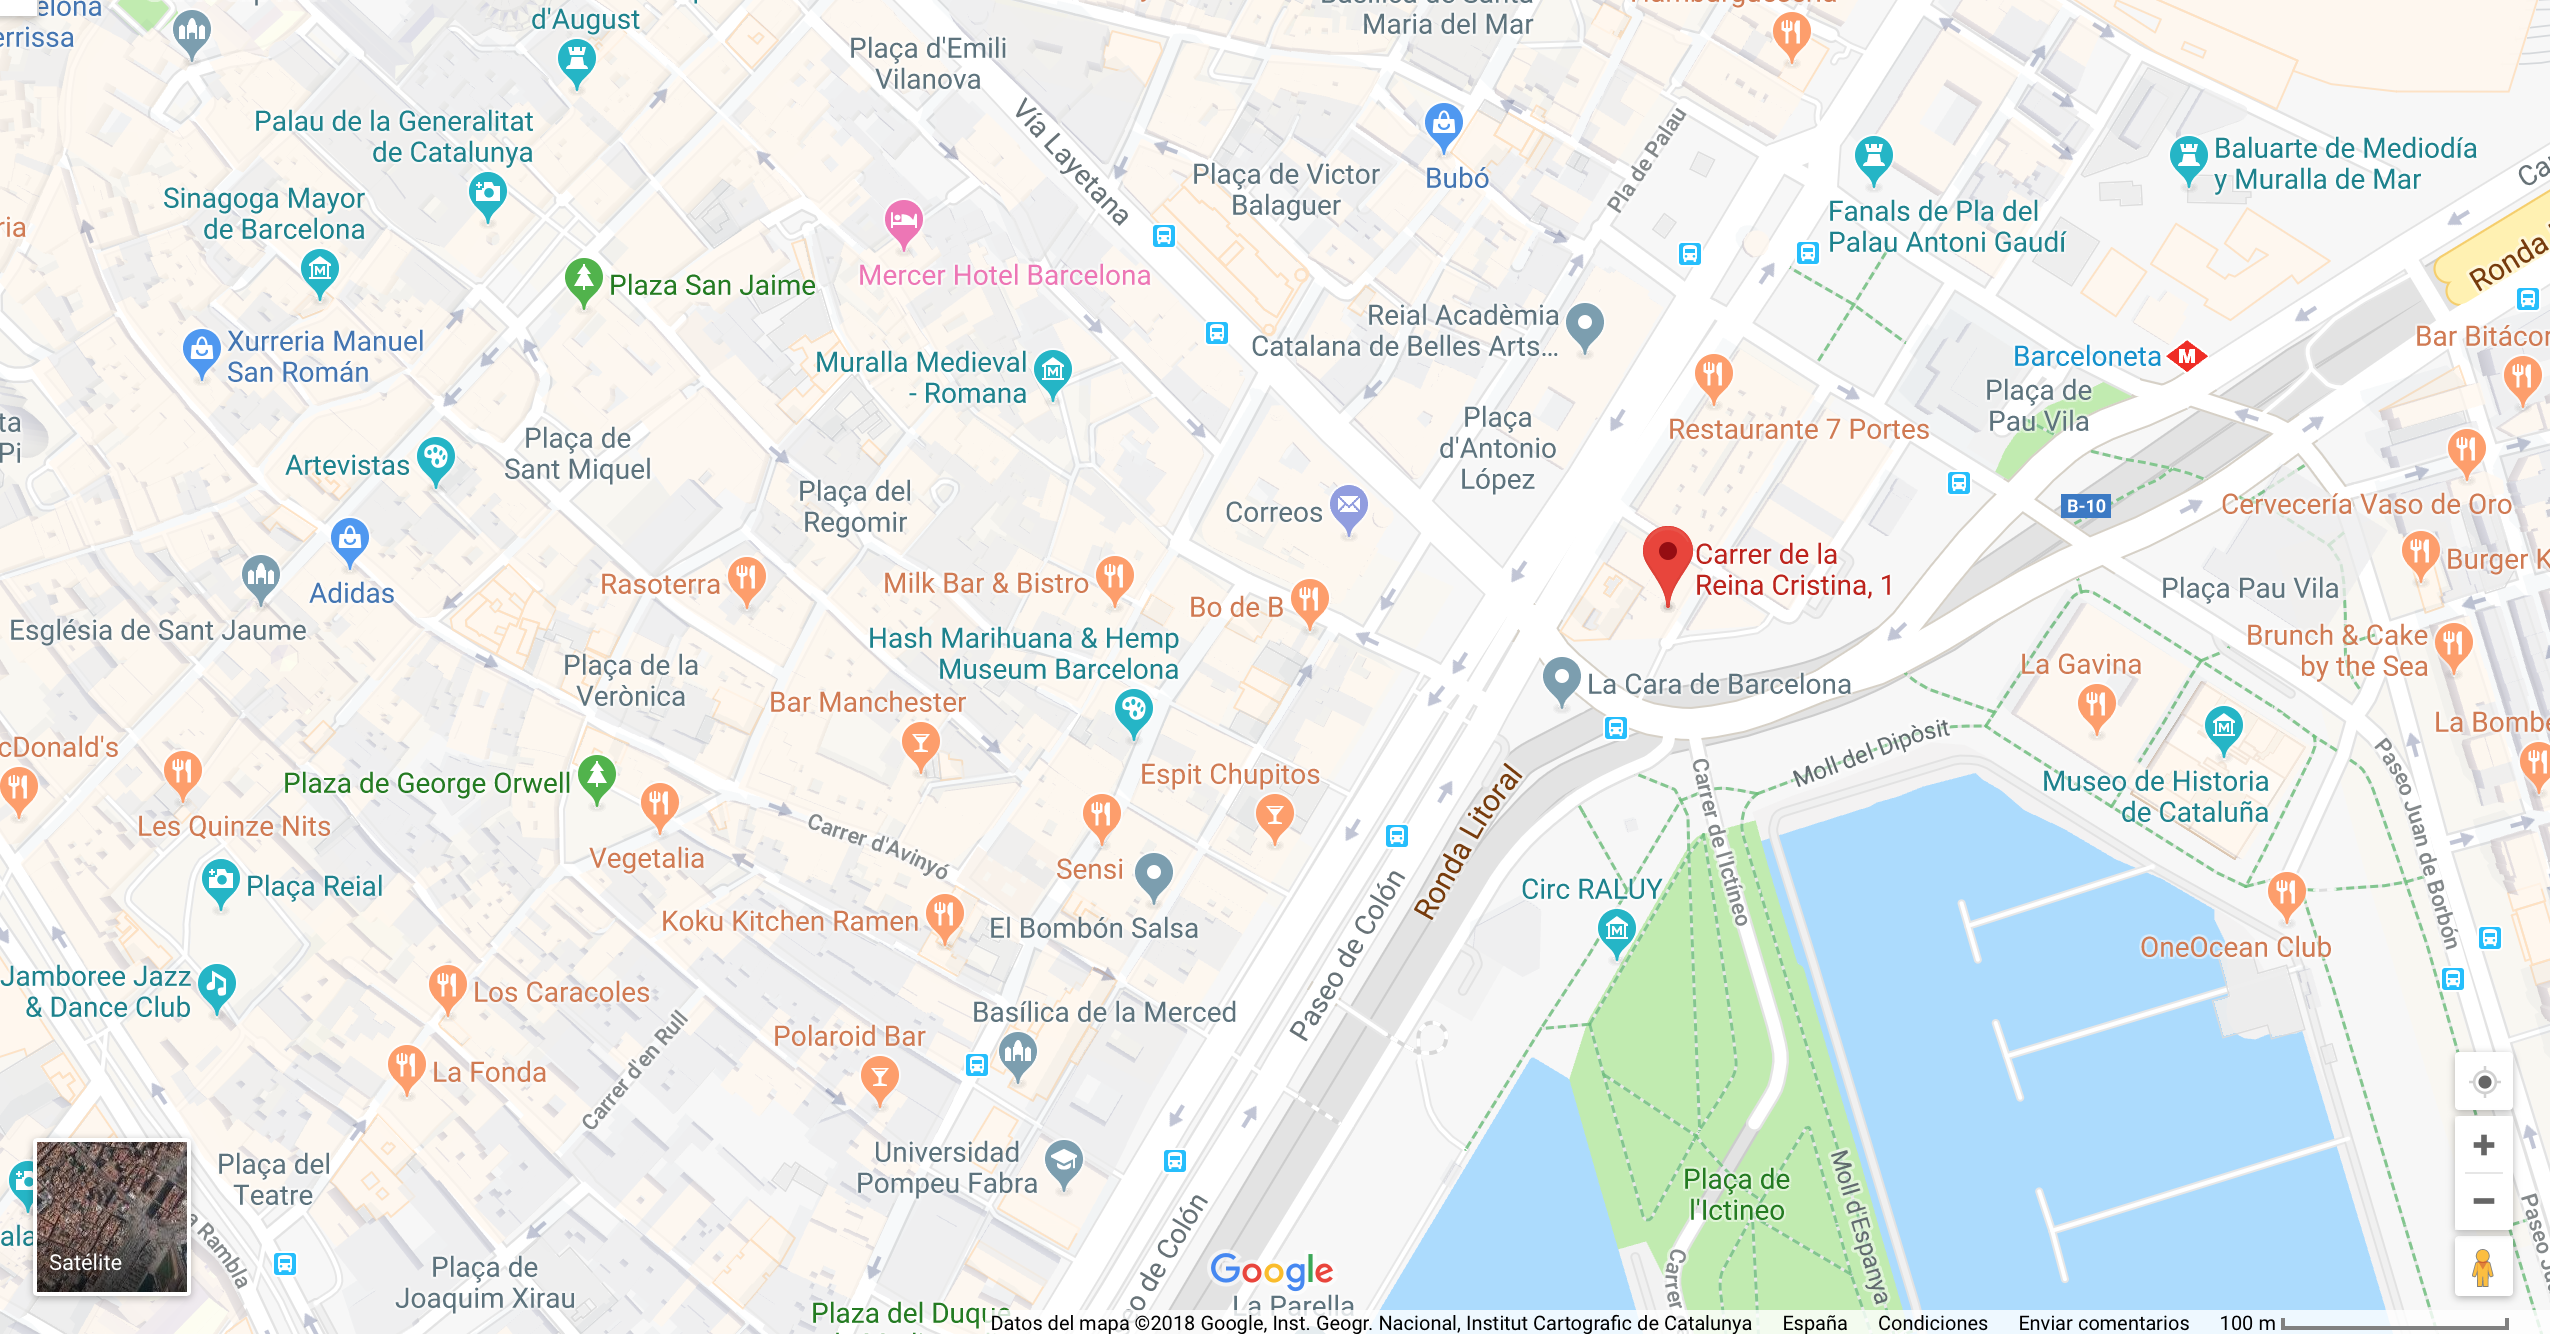 elona
errissa
d'August
Palau de la Generalitat
de Catalunya
Sinagoga Mayor
de Barcelona
ria
Plaza San Jaime
Xurreria Manuel
San Román
ta
Pi
Artevistas
Plaça de
Sant Miquel
Adidas
Església de Sant Jaume
Plaça d'Emili
Vilanova
Vía Layetana
Mercer Hotel Barcelona
Muralla Medieval
- Romana
Plaça del
Regomir
Rasoterra
Milk Bar & Bistro
Hash Marihuana & Hemp
Museum Barcelona
Plaça de la
Verònica
Bar Manchester
Maria del Mar
Plaça de Victor
Balaguer
Bubó
Pla de Palau
Reial Acadèmia
Catalana de Belles Arts...
Plaça
d'Antonio
López
Correos
Bo de B
Fanals de Pla del
Palau Antoni Gaudí
Baluarte de Mediodía
y Muralla de Mar
Ca
Ronda
Barceloneta
M
Plaça de
Pau Vila
Bar Bitácor
Restaurante 7 Portes
B-10
Cervecería Vaso de Oro
Burger K
Carrer de la
Reina Cristina, 1
Plaça Pau Vila
Brunch & Cake
by the Sea
La Gavina
La Cara de Barcelona
La Bombe
Museo de Historia
de Cataluña
Moll del Dipòsit
Paseo Juan de Borbón
Carrer de l'Ictíneo
Ronda Litoral
Espit Chupitos
Sensi
El Bombón Salsa
cDonald's
Les Quinze Nits
Plaza de George Orwell
Vegetalia
Carrer d'Avinyó
Koku Kitchen Ramen
Plaça Reial
Jamboree Jazz
& Dance Club
Los Caracoles
La Fonda
Carrer d'en Rull
Polaroid Bar
Basílica de la Merced
Paseo de Colón
Circ RALUY
OneOcean Club
Universidad
Pompeu Fabra
Plaça del
Teatre
ala
Satélite
a Rambla
Plaça de
Joaquim Xirau
Plaza del Duqu
o de Colón
Google
La Parella
Plaça de
l'Ictineo
Moll d'Espanya
Carrer
Paseo Ju
Datos del mapa ©2018 Google, Inst. Geogr. Nacional, Institut Cartografic de Catalunya España Condiciones Enviar comentarios 100 m